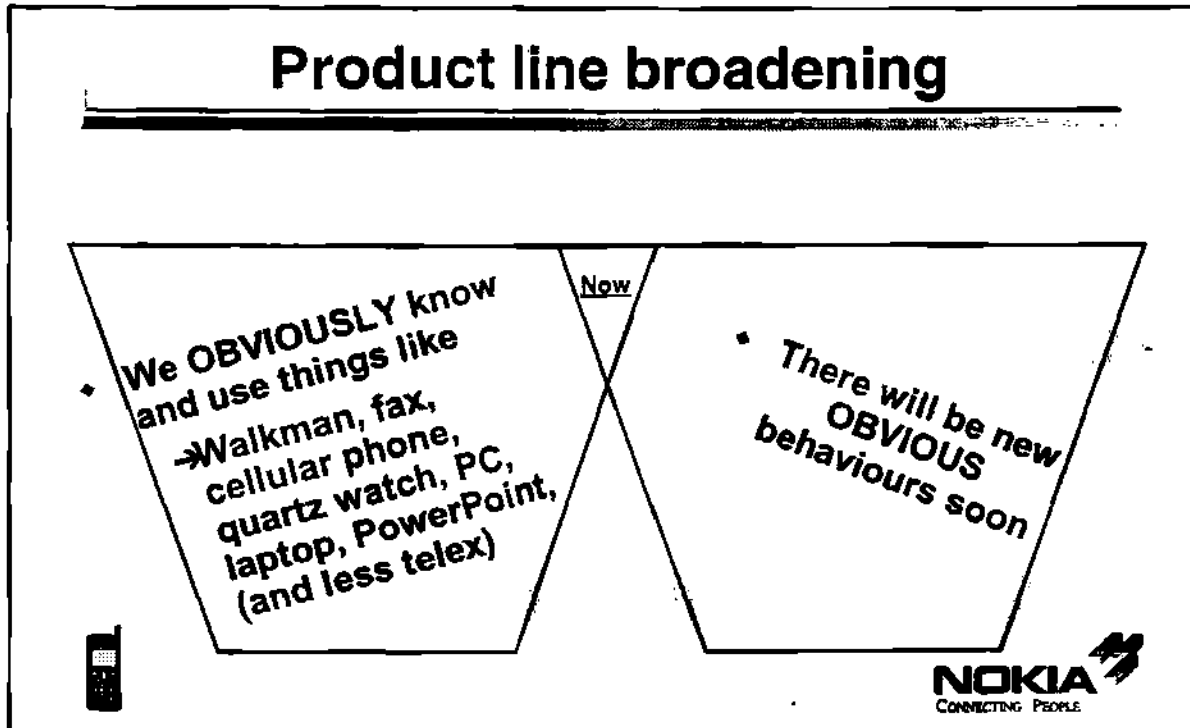 Product line broadening
Now
• We OBVIOUSLY know
and use things like
→Walkman, fax,
cellular phone,
quartz watch, PC,
laptop, PowerPoint,
(and less telex)
• There will be new
OBVIOUS
behaviours soon
NOKIA
CONNECTING PEOPLE